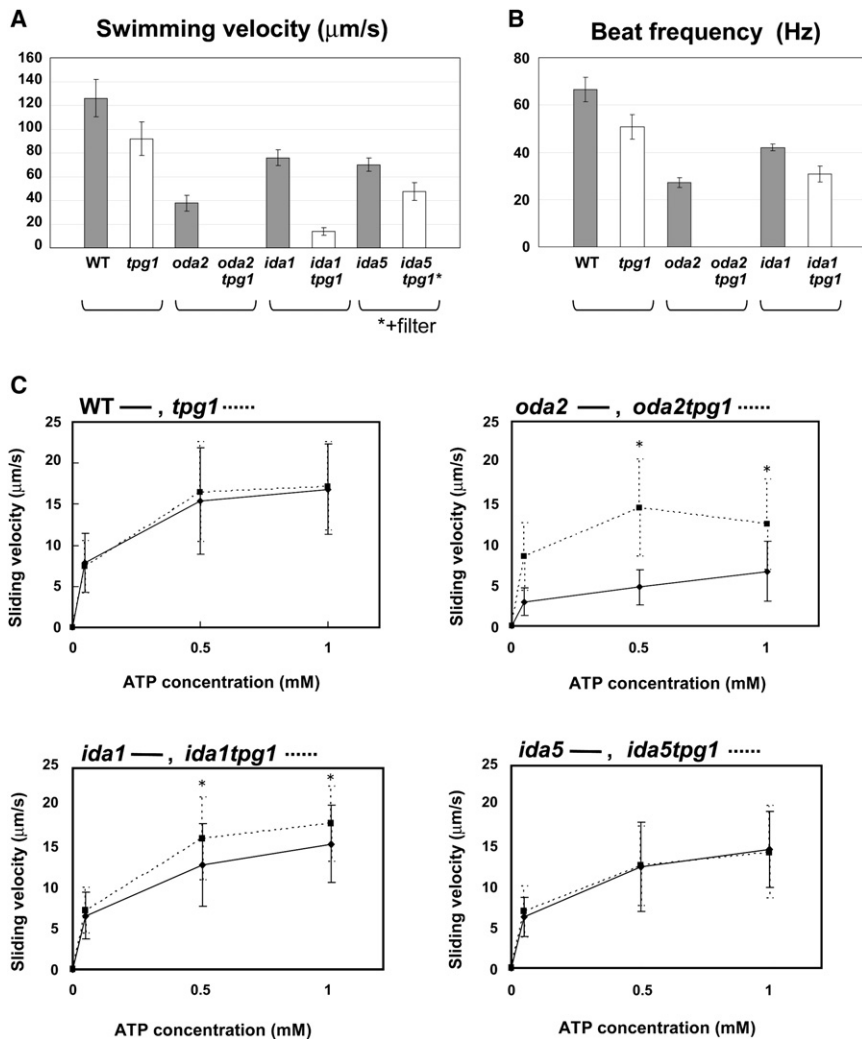 A
Swimming velocity (μm/s)
160
140
120
100
80
60
40
20
0
WT tpg1 oda2 oda2 tpg1 ida1 ida1 tpg1 ida5 ida5 tpg1*
*+filter
B
Beat frequency (Hz)
80
60
40
20
0
WT tpg1 oda2 oda2 tpg1 ida1 ida1 tpg1
C
WT —, tpg1 ······
25
20
15
10
5
0
Sliding velocity (μm/s)
0 0.5 1
ATP concentration (mM)
oda2 —, oda2tpg1 ······
25
20
15
10
5
0
Sliding velocity (μm/s)
* *
0 0.5 1
ATP concentration (mM)
ida1 —, ida1tpg1 ······
25
20
15
10
5
0
Sliding velocity (μm/s)
* *
0 0.5 1
ATP concentration (mM)
ida5 —, ida5tpg1 ······
25
20
15
10
5
0
Sliding velocity (μm/s)
0 0.5 1
ATP concentration (mM)